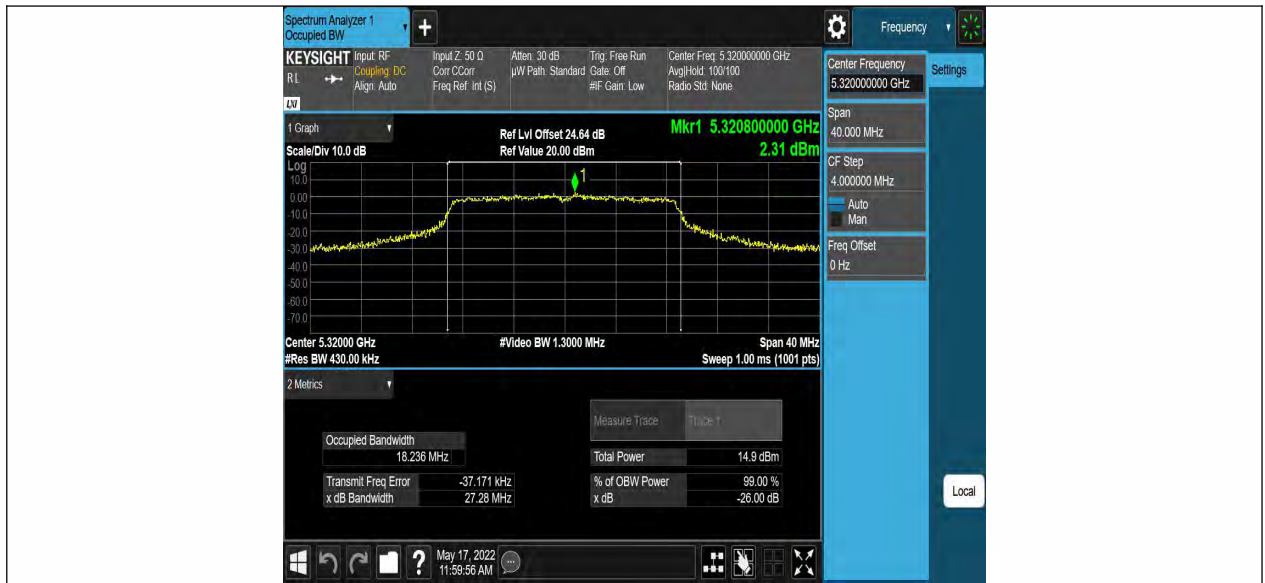 Spectrum Analyzer 1
Occupied BW
+
Frequency
KEYSIGHT
RL
LXI
Input: RF
Coupling: DC
Align: Auto
Input Z: 50 Ω
Corr CCorr
Freq Ref: Int (S)
Atten: 30 dB
µW Path: Standard
Trig: Free Run
Gate: Off
#IF Gain: Low
Center Freq: 5.320000000 GHz
Avg|Hold: 100/100
Radio Std: None
Center Frequency
5.320000000 GHz
Settings
Span
40.000 MHz
CF Step
4.000000 MHz
Auto
Man
Freq Offset
0 Hz
Local
1 Graph
Scale/Div 10.0 dB
Ref Lvl Offset 24.64 dB
Ref Value 20.00 dBm
Mkr1 5.320800000 GHz
2.31 dBm
Log
10.0
0.00
-10.0
-20.0
-30.0
-40.0
-50.0
-60.0
-70.0
1
Center 5.32000 GHz
#Video BW 1.3000 MHz
Span 40 MHz
#Res BW 430.00 kHz
Sweep 1.00 ms (1001 pts)
2 Metrics
Measure Trace Trace 1
Occupied Bandwidth
18.236 MHz
Total Power 14.9 dBm
Transmit Freq Error -37.171 kHz
% of OBW Power 99.00 %
x dB Bandwidth 27.28 MHz
x dB -26.00 dB
?
May 17, 2022
11:59:56 AM